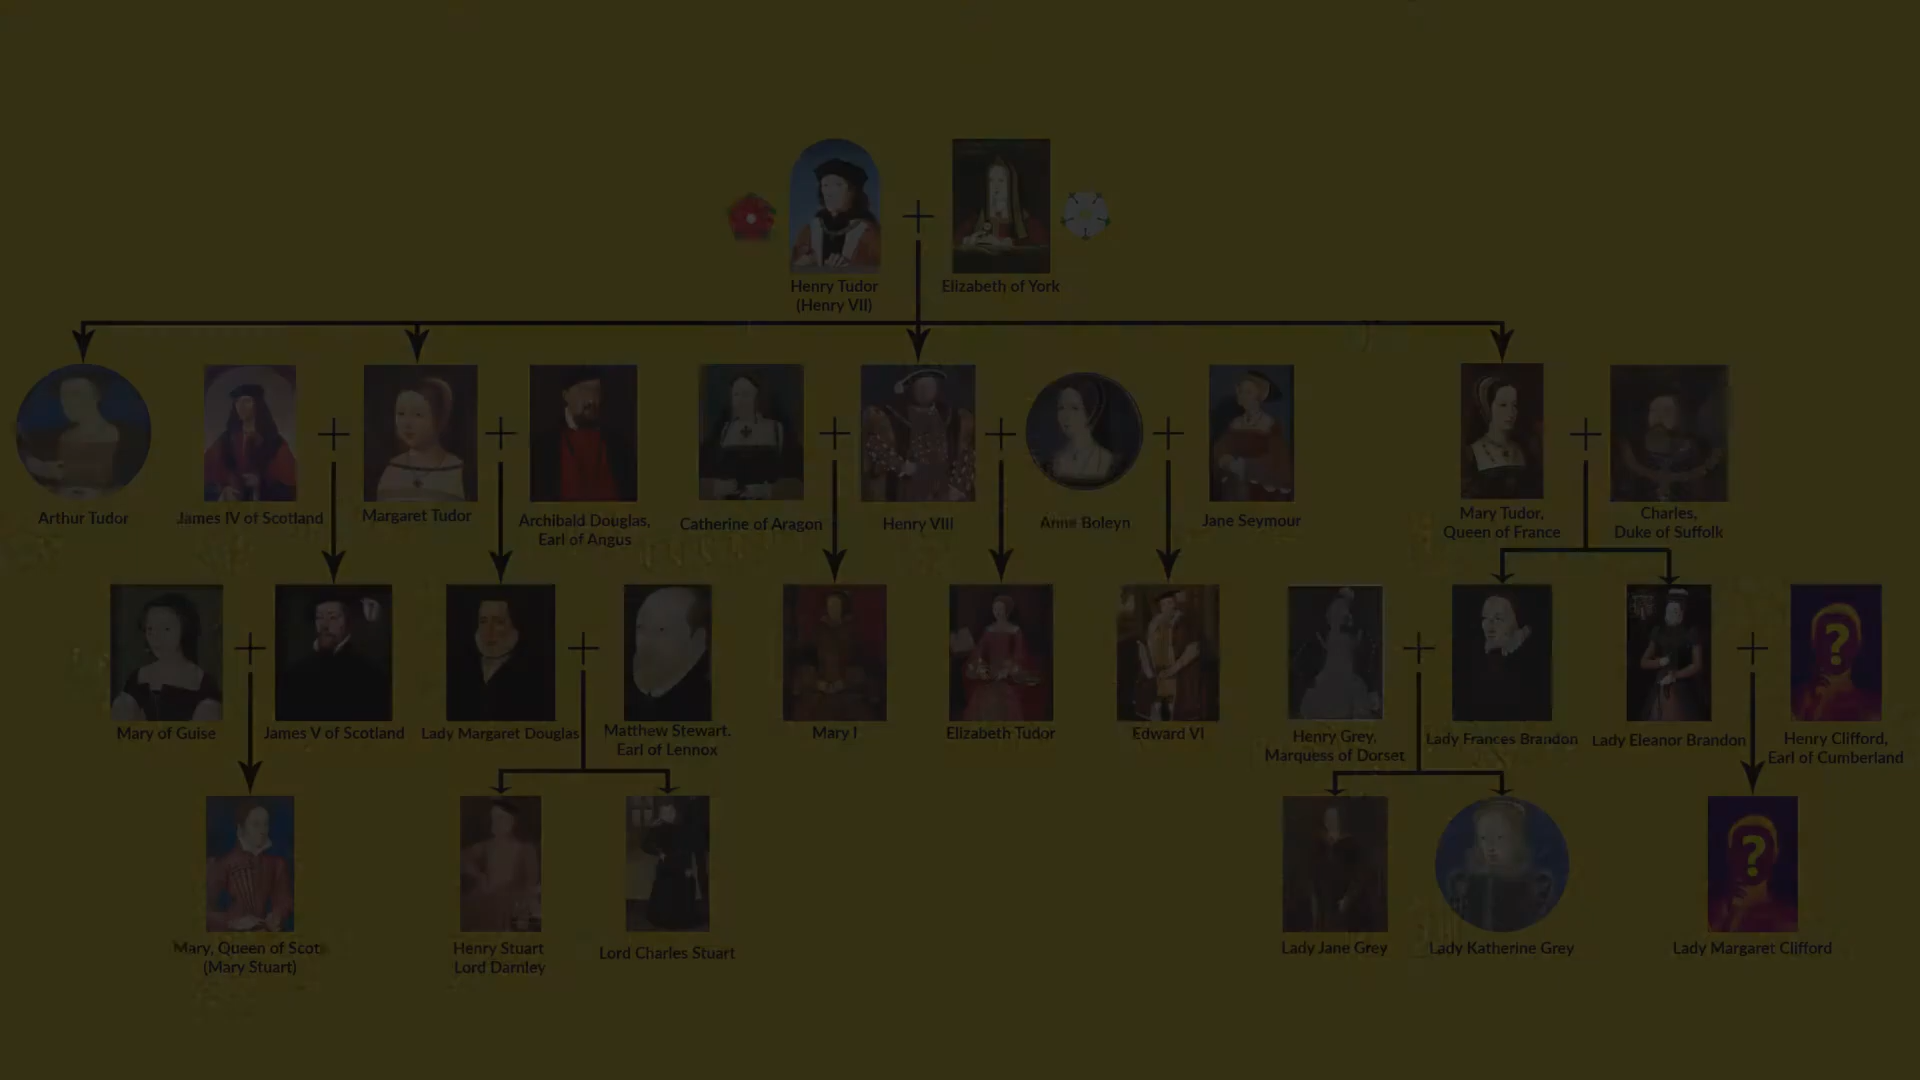 Henry Tudor
(Henry VII)
Elizabeth of York
Arthur Tudor
James IV of Scotland
Margaret Tudor
Archibald Douglas,
Earl of Angus
Catherine of Aragon
Henry VIII
Anne Boleyn
Jane Seymour
Mary Tudor,
Queen of France
Charles,
Duke of Suffolk
Mary of Guise
James V of Scotland
Lady Margaret Douglas
Matthew Stewart.
Earl of Lennox
Mary I
Elizabeth Tudor
Edward VI
Henry Grey,
Marquess of Dorset
Lady Frances Brandon
Lady Eleanor Brandon
?
Henry Clifford,
Earl of Cumberland
Mary, Queen of Scot
(Mary Stuart)
Henry Stuart
Lord Darnley
Lord Charles Stuart
Lady Jane Grey
Lady Katherine Grey
?
Lady Margaret Clifford